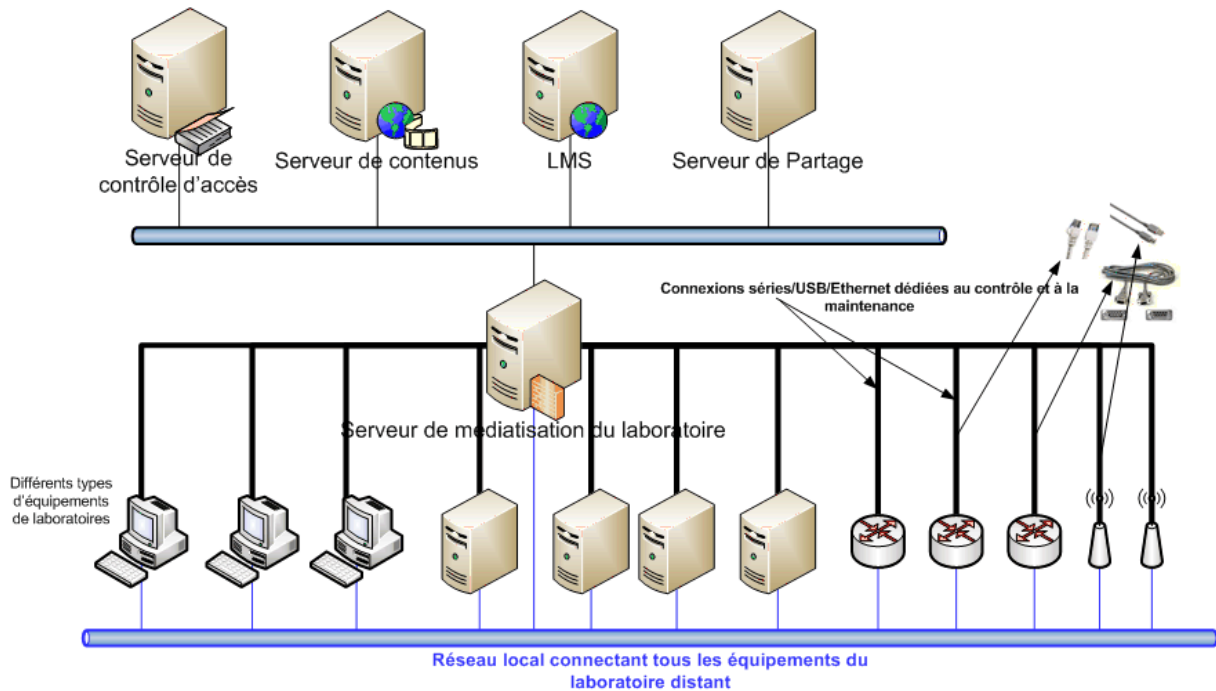 Serveur de
contrôle d'accès
Serveur de contenus
LMS
Serveur de Partage
Connexions séries/USB/Ethernet dédiées au contrôle et à la
maintenance
Serveur de médiatisation du laboratoire
Différents types
d'équipements
de laboratoires
Réseau local connectant tous les équipements du
laboratoire distant